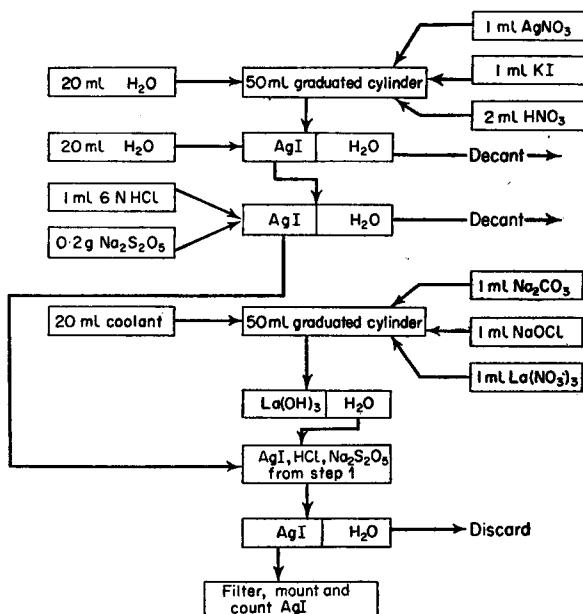 1 ml AgNO₃
20 ml H₂O
50 ml graduated cylinder
1 ml KI
2 ml HNO₃
20 ml H₂O
AgI
H₂O
Decant
1 ml 6 N HCl
0·2 g Na₂S₂O₅
AgI
H₂O
Decant
1 ml Na₂CO₃
20 ml coolant
50 ml graduated cylinder
1 ml NaOCl
1 ml La(NO₃)₃
La(OH)₃
H₂O
AgI, HCl, Na₂S₂O₅
from step 1
AgI
H₂O
Discard
Filter, mount and
count AgI